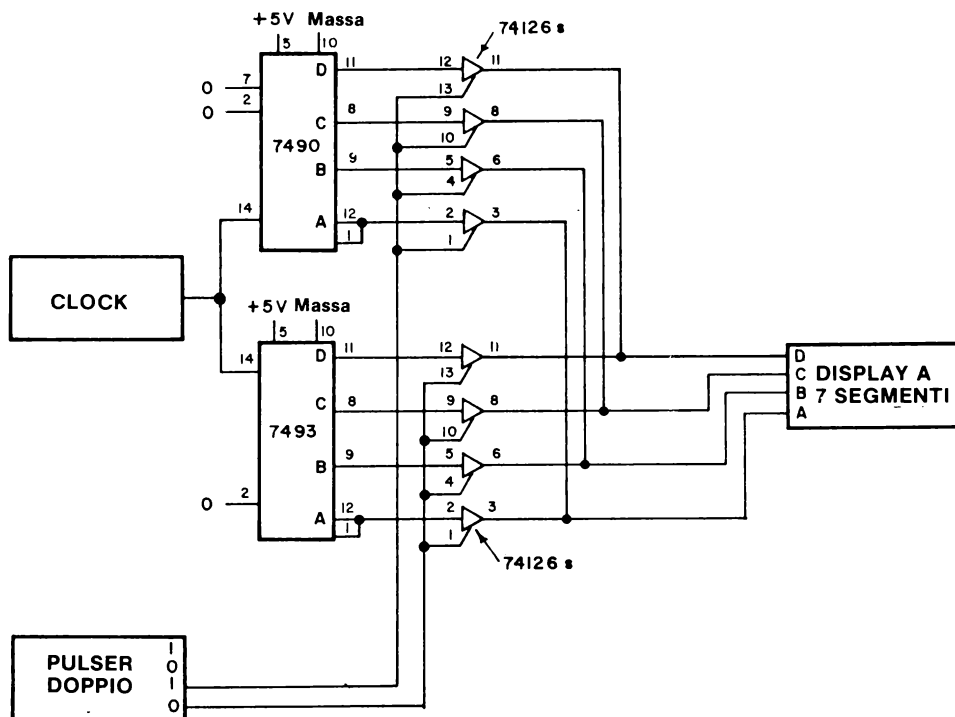 +5V Massa
5 10
74126 s
D 11 12 11
0 7
13
0 2
C 8 9 8
7490
10
B 9 5 6
4
14
A 12 2 3
1
1
CLOCK
+5V Massa
5 10
D 11 12 11
14
13
C 8 9 8
7493
10
B 9 5 6
4
0 2
A 12 2 3
1
1
74126 s
D
C
B
A
DISPLAY A
7 SEGMENTI
PULSER
DOPPIO
1
0
1
0